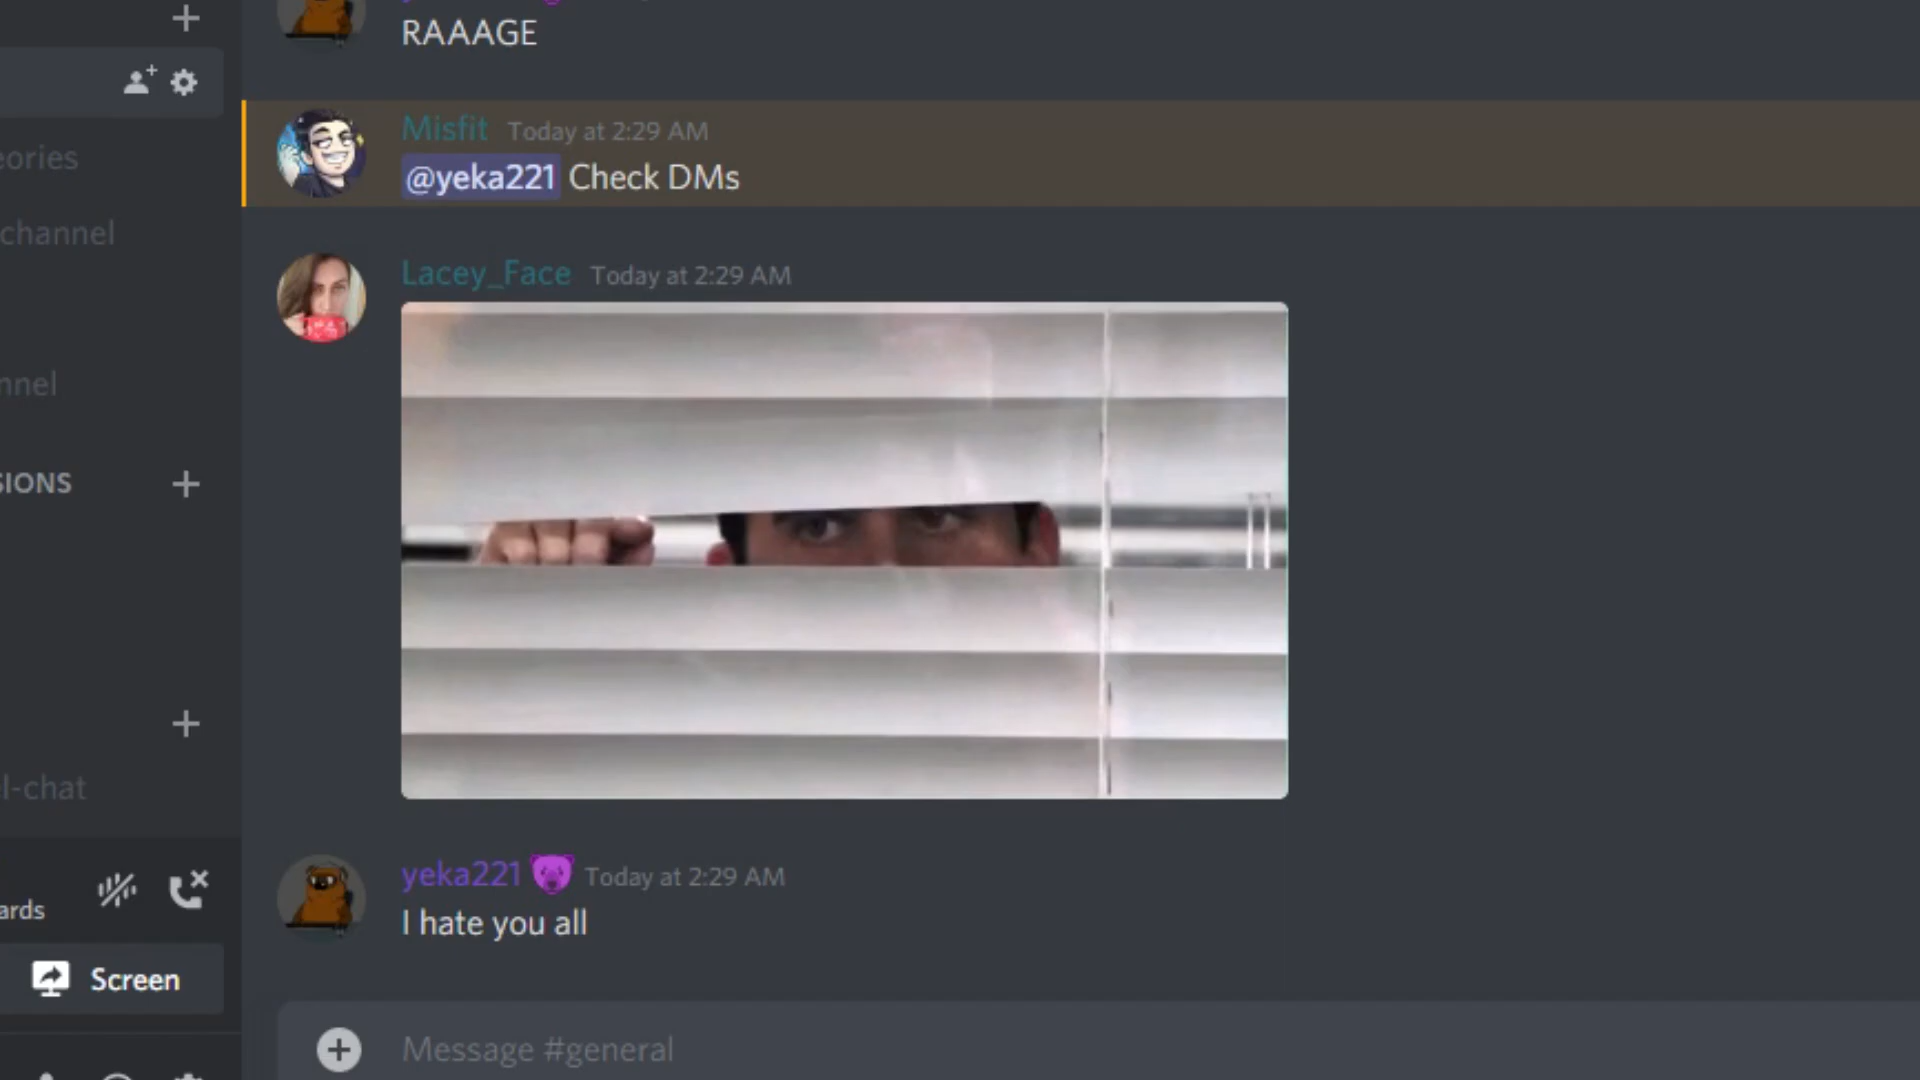 RAAAGE
Misfit Today at 2:29 AM
@yeka221 Check DMs
eories
channel
Lacey_Face Today at 2:29 AM
nnel
SIONS
l-chat
yeka221 Today at 2:29 AM
I hate you all
ards
Screen
Message #general